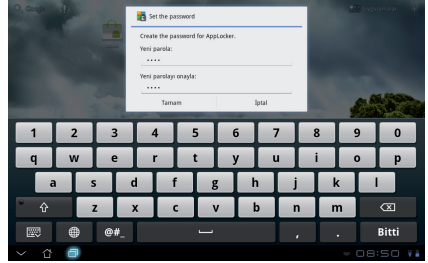 Google
Set the password
Create the password for AppLocker.
Yeni parola:
....
Yeni parolayı onayla:
....
Tamam İptal
1 2 3 4 5 6 7 8 9 0
q w e r t y u i o p
a s d f g h j k l
z x c v b n m
@#_ , . Bitti
08:50